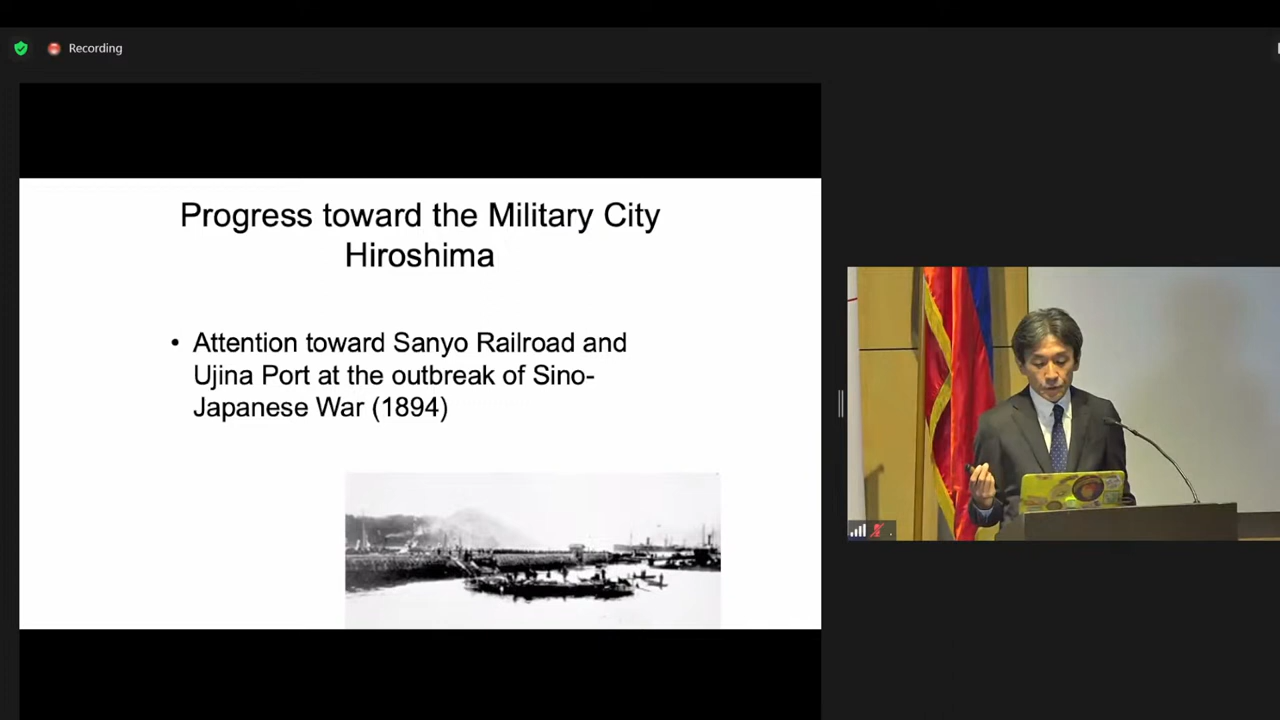 Recording
Progress toward the Military City
Hiroshima
• Attention toward Sanyo Railroad and
Ujina Port at the outbreak of Sino-
Japanese War (1894)